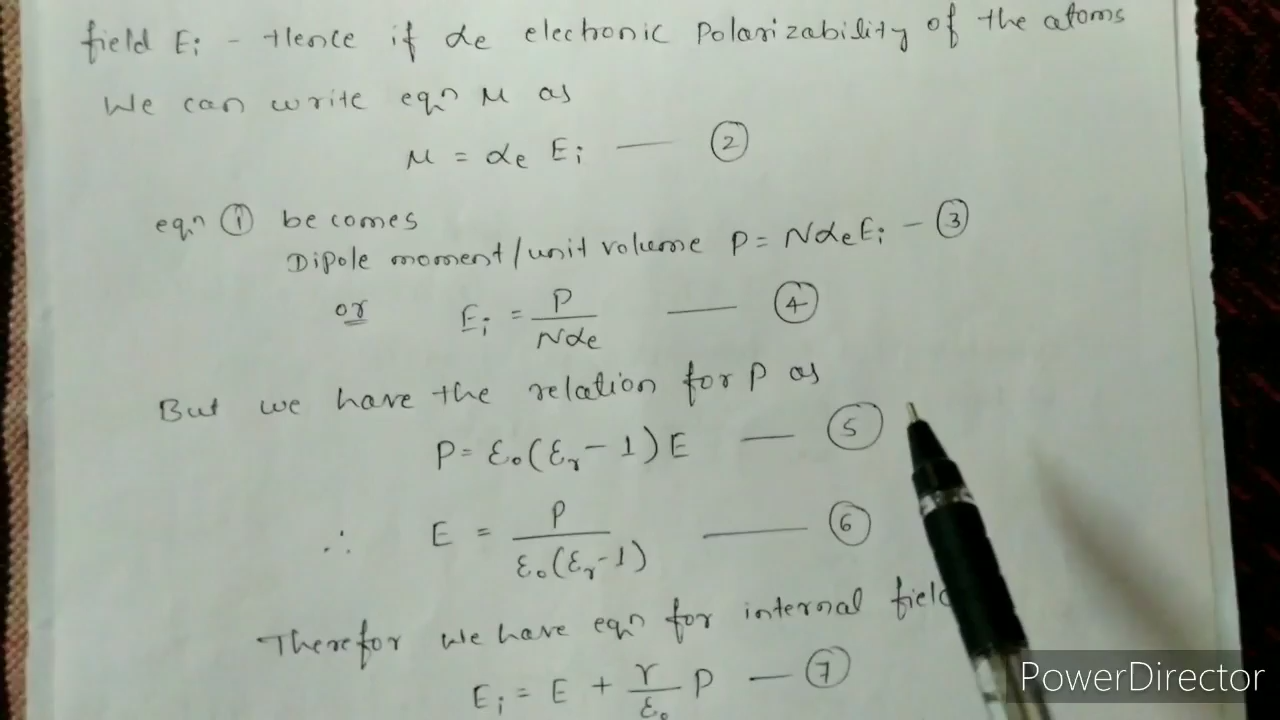 field Ei - Hence if αe electronic Polarizability of the atoms
We can write eqn μ as
μ = αe Ei — ②
eqn ① becomes
Dipole moment/unit volume P = NαeEi - ③
or Ei = P/Nαe — ④
But we have the relation for P as
P = ε₀(εr - 1)E — ⑤
∴ E = P/ε₀(εr-1) — ⑥
Therefor we have eqn for internal field
Ei = E + γ/ε₀ P — ⑦
PowerDirector